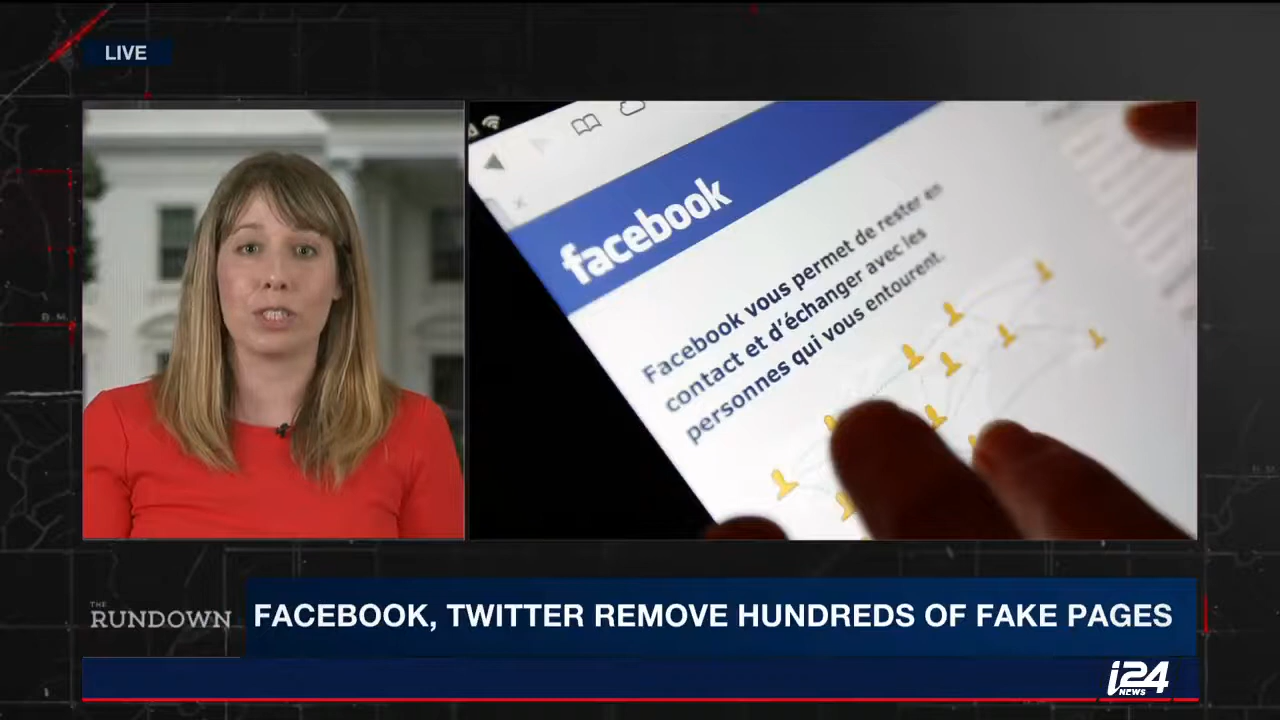 LIVE
facebook
Facebook vous permet de rester en
contact et d'échanger avec les
personnes qui vous entourent.
THE
RUNDOWN
FACEBOOK, TWITTER REMOVE HUNDREDS OF FAKE PAGES
i24
NEWS